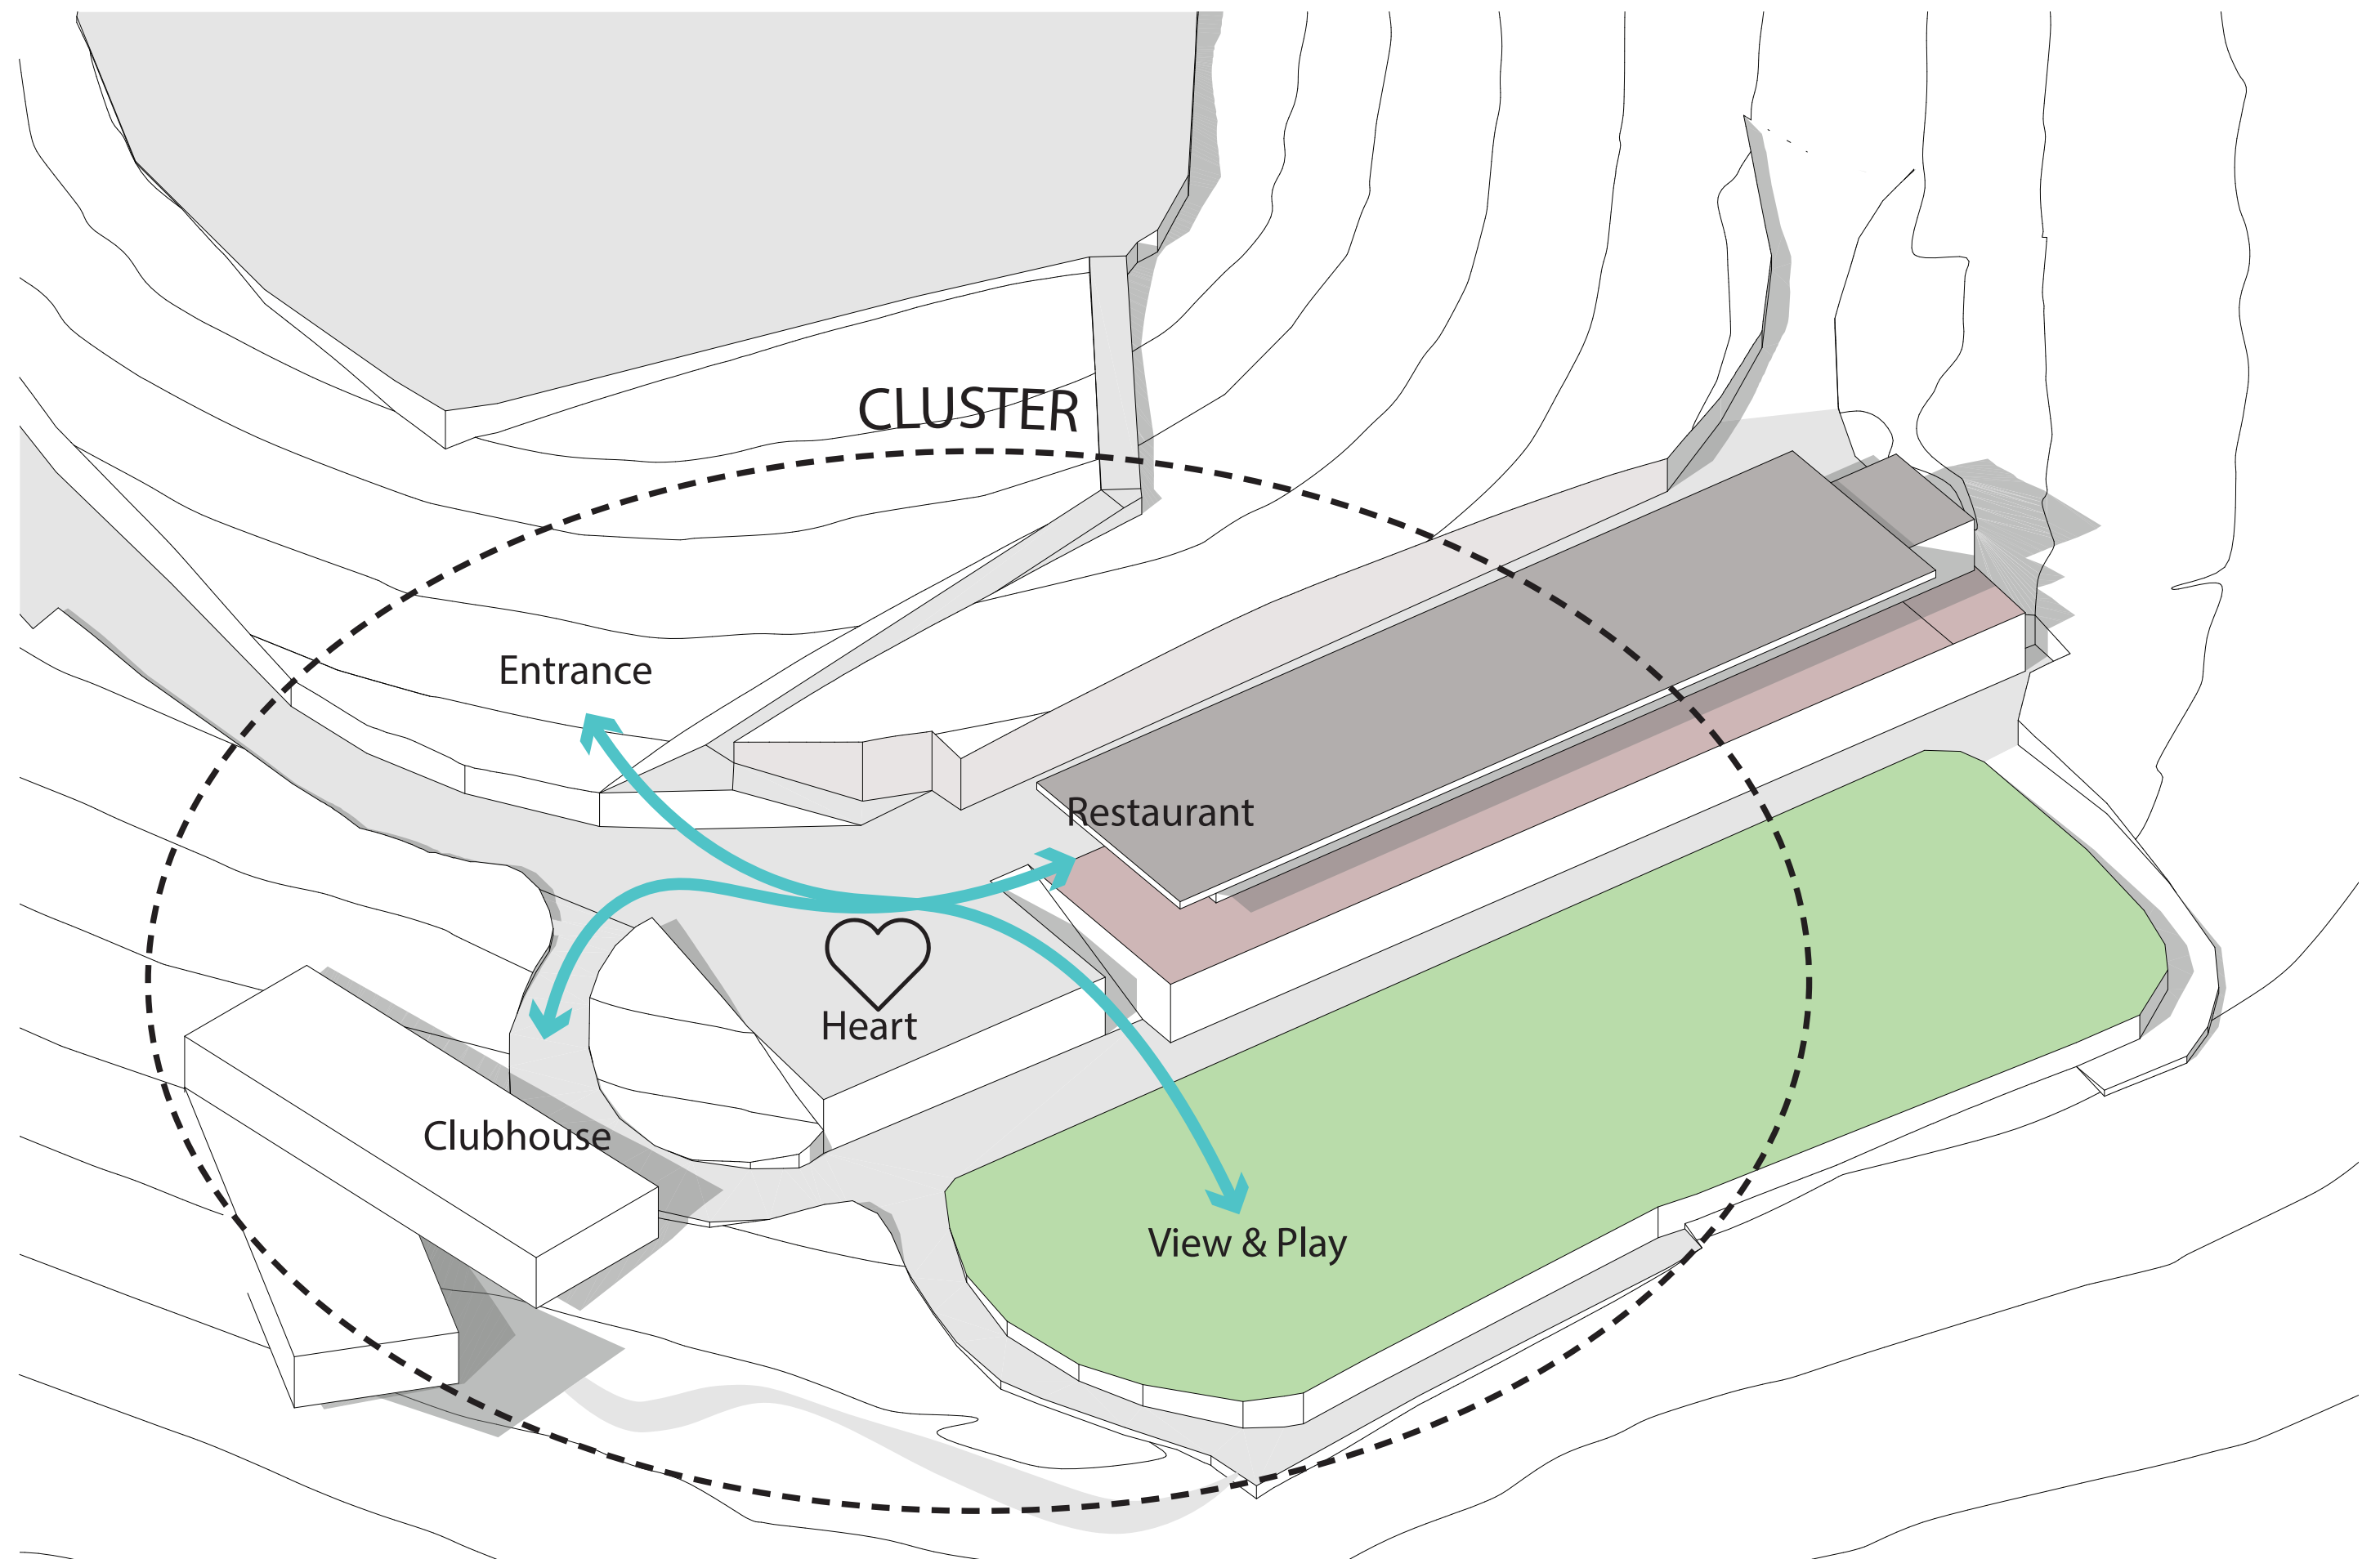 CLUSTER
Entrance
Restaurant
Heart
Clubhouse
View & Play